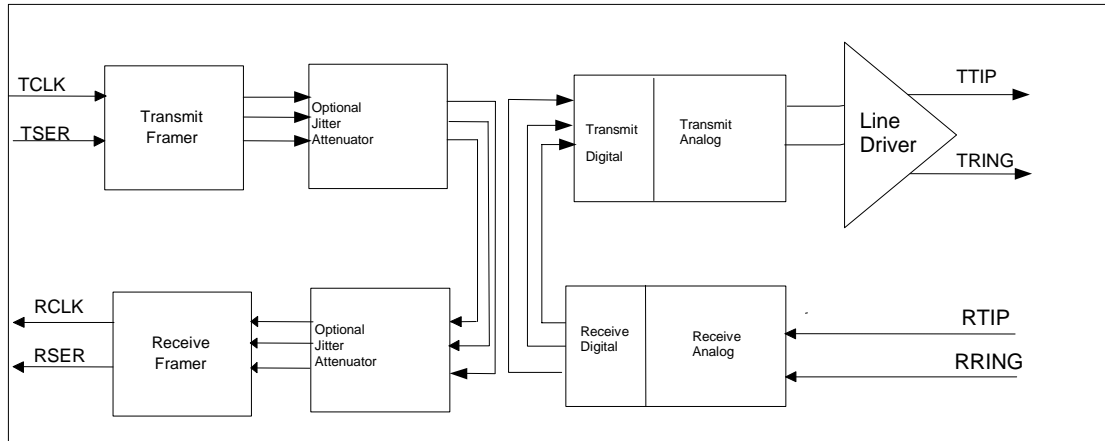 TCLK
TSER
Transmit
Framer
Optional
Jitter
Attenuator
Transmit
Digital
Transmit
Analog
Line
Driver
TTIP
TRING
RCLK
RSER
Receive
Framer
Optional
Jitter
Attenuator
Receive
Digital
Receive
Analog
RTIP
RRING